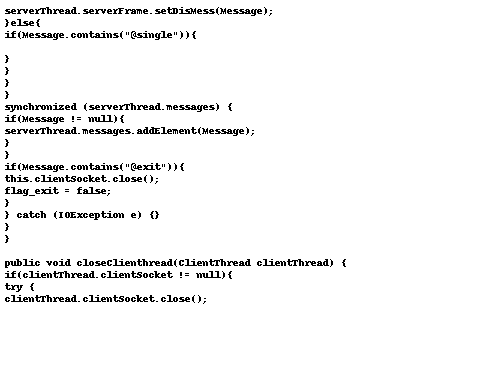 serverThread.serverFrame.setDisMess(Message);
}else{
if(Message.contains("@single")){

}
}
}
}
synchronized (serverThread.messages) {
if(Message != null){
serverThread.messages.addElement(Message);
}
}
if(Message.contains("@exit")){
this.clientSocket.close();
flag_exit = false;
}
} catch (IOException e) {}
}
}

public void closeClienthread(ClientThread clientThread) {
if(clientThread.clientSocket != null){
try {
clientThread.clientSocket.close();